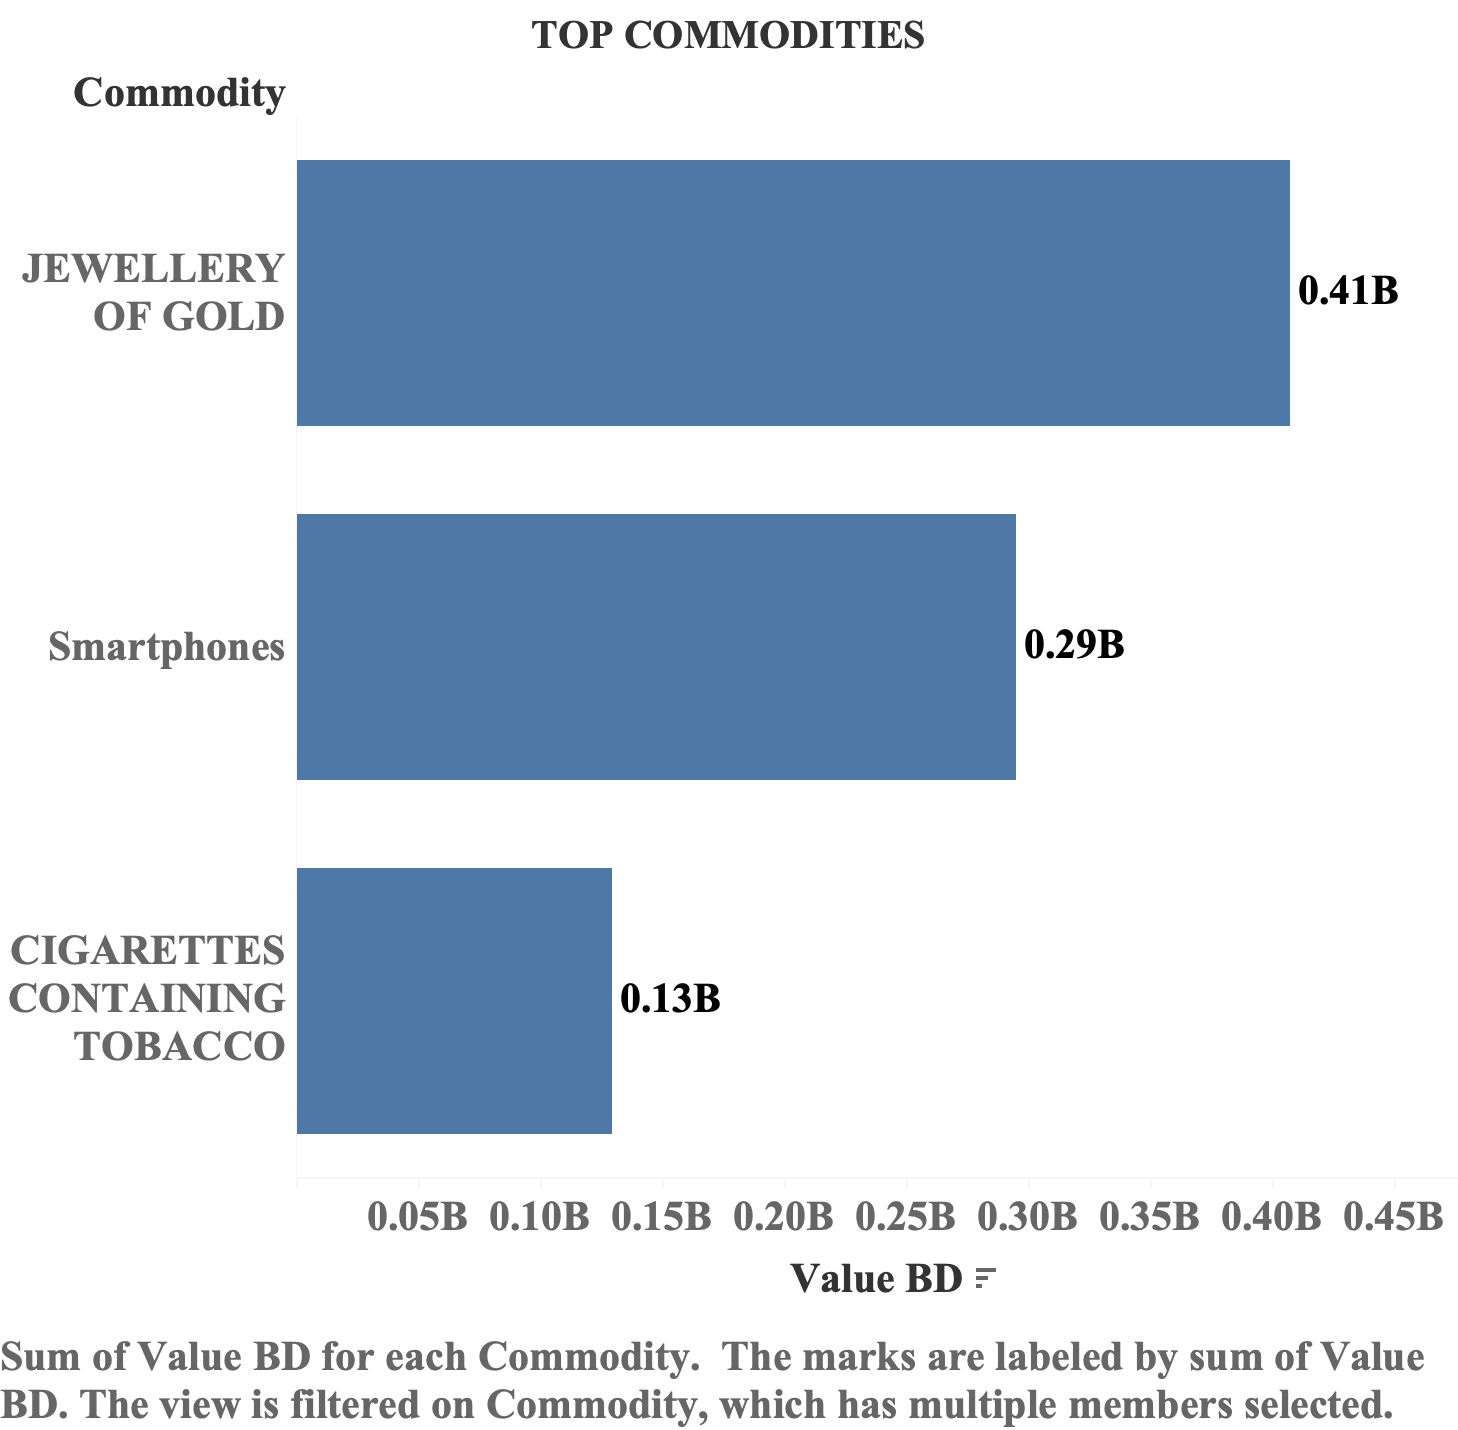 TOP COMMODITIES
Commodity
JEWELLERY
OF GOLD
0.41B
Smartphones
0.29B
CIGARETTES
CONTAINING
TOBACCO
0.13B
0.05B 0.10B 0.15B 0.20B 0.25B 0.30B 0.35B 0.40B 0.45B
Value BD
Sum of Value BD for each Commodity.  The marks are labeled by sum of Value
BD. The view is filtered on Commodity, which has multiple members selected.